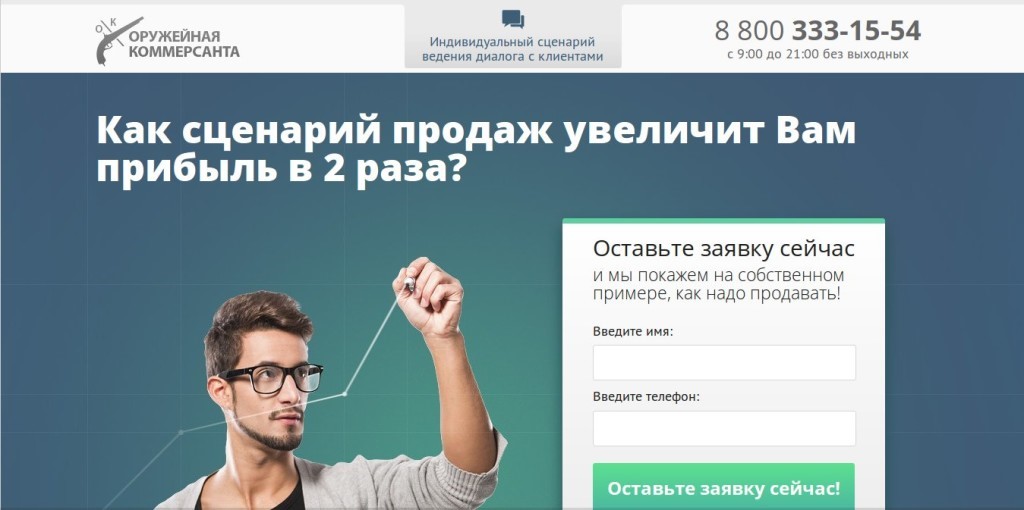 О К
ОРУЖЕЙНАЯ
КОММЕРСАНТА
Индивидуальный сценарий
ведения диалога с клиентами
8 800 333-15-54
с 9:00 до 21:00 без выходных
Как сценарий продаж увеличит Вам
прибыль в 2 раза?
Оставьте заявку сейчас
и мы покажем на собственном
примере, как надо продавать!
Введите имя:
Введите телефон:
Оставьте заявку сейчас!